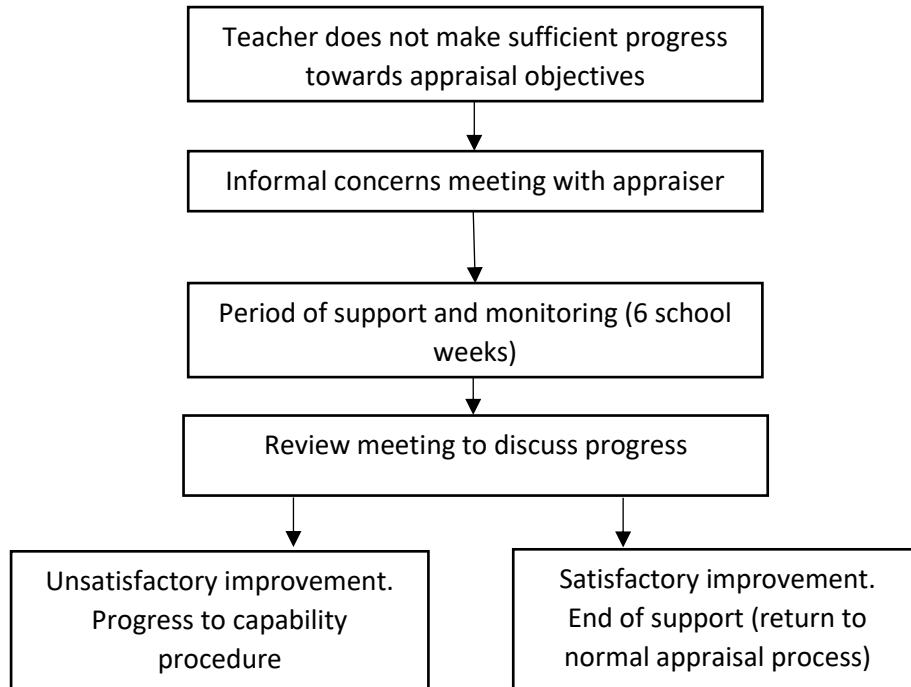 Teacher does not make sufficient progress
towards appraisal objectives
Informal concerns meeting with appraiser
Period of support and monitoring (6 school
weeks)
Review meeting to discuss progress
Unsatisfactory improvement.
Progress to capability
procedure
Satisfactory improvement.
End of support (return to
normal appraisal process)